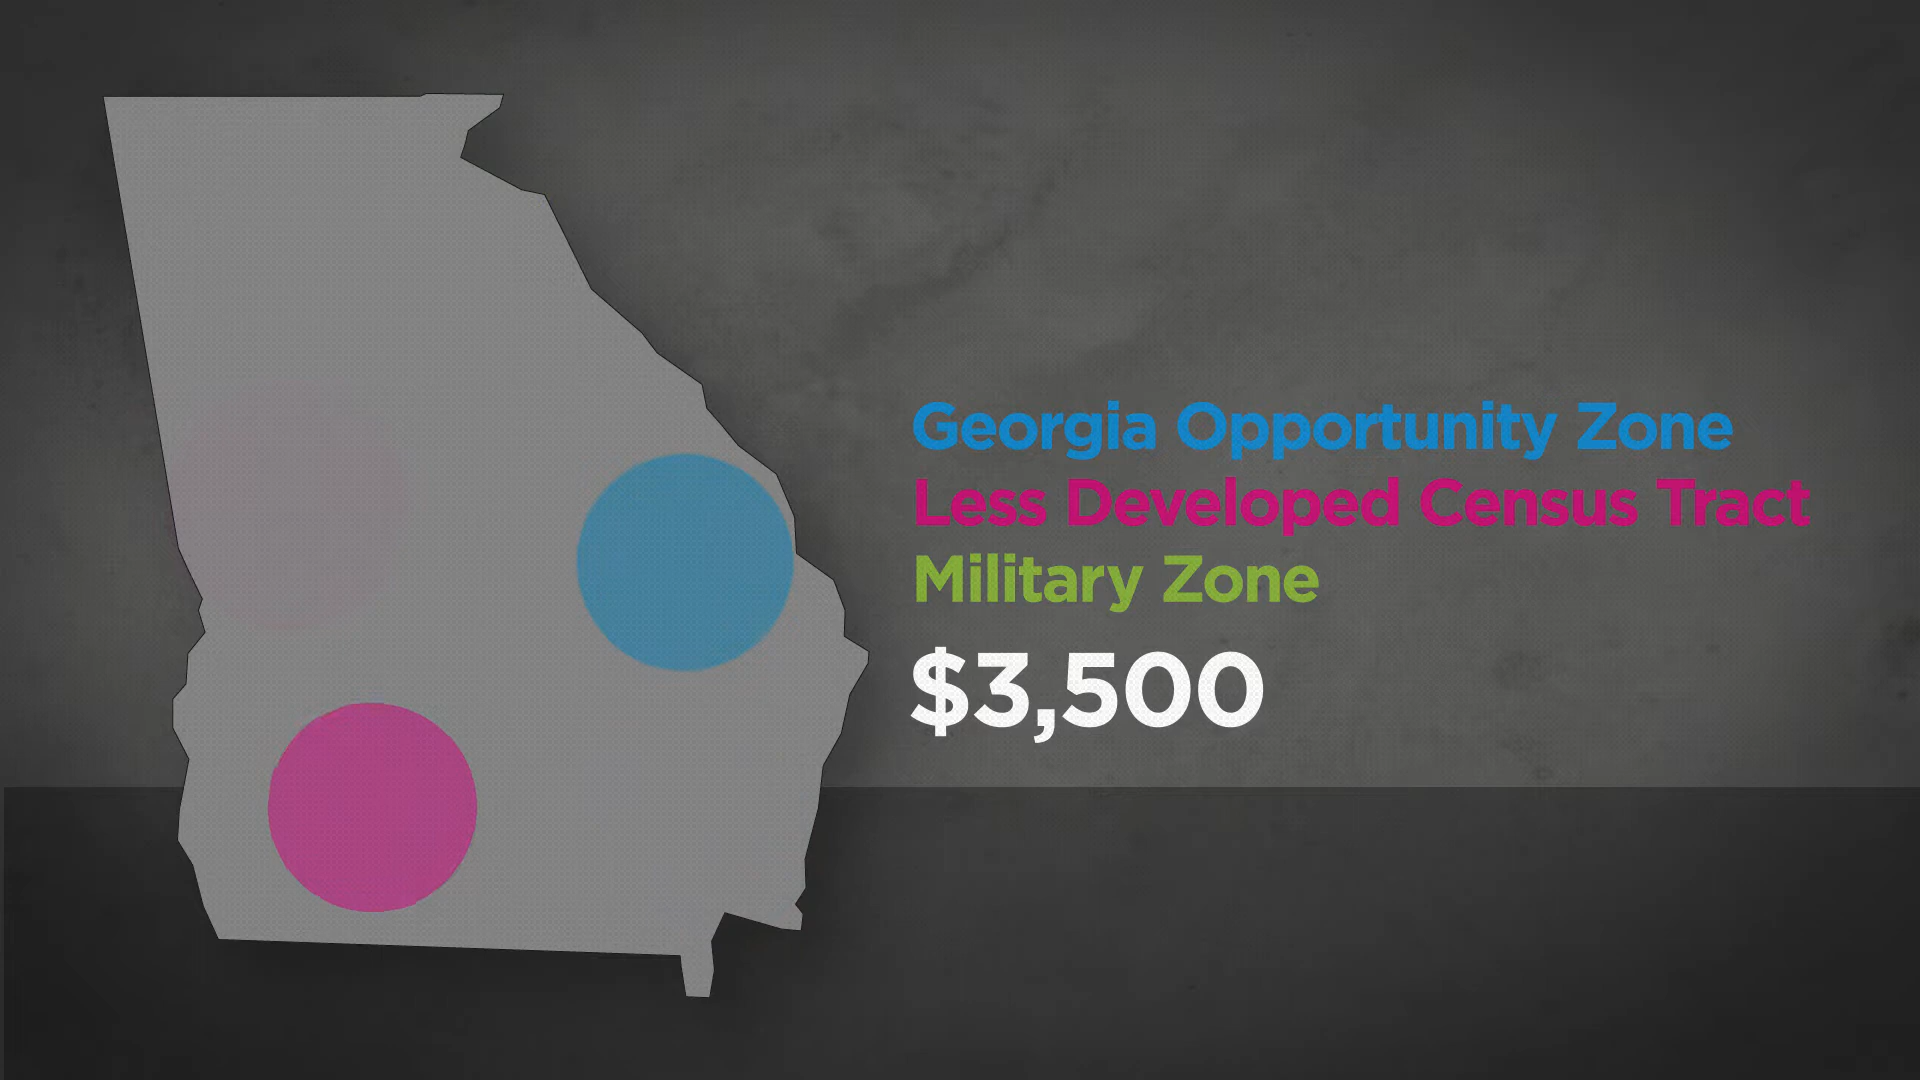 Georgia Opportunity Zone
Less Developed Census Tract
Military Zone
$3,500